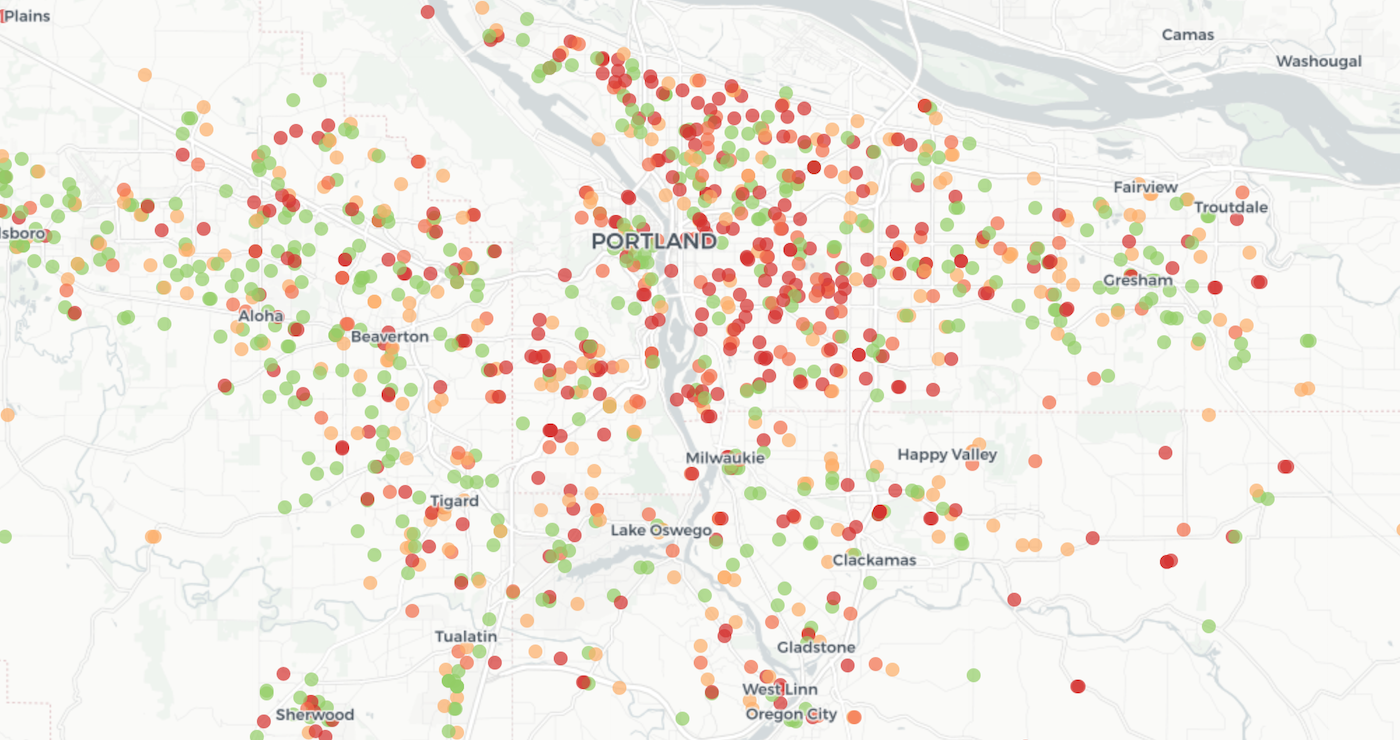 Plains
Camas
Washougal
Fairview
Troutdale
lsboro
PORTLAND
Gresham
Aloha
Beaverton
Milwaukie
Happy Valley
Tigard
Lake Oswego
Clackamas
Tualatin
Gladstone
West Linn
Sherwood
Oregon City